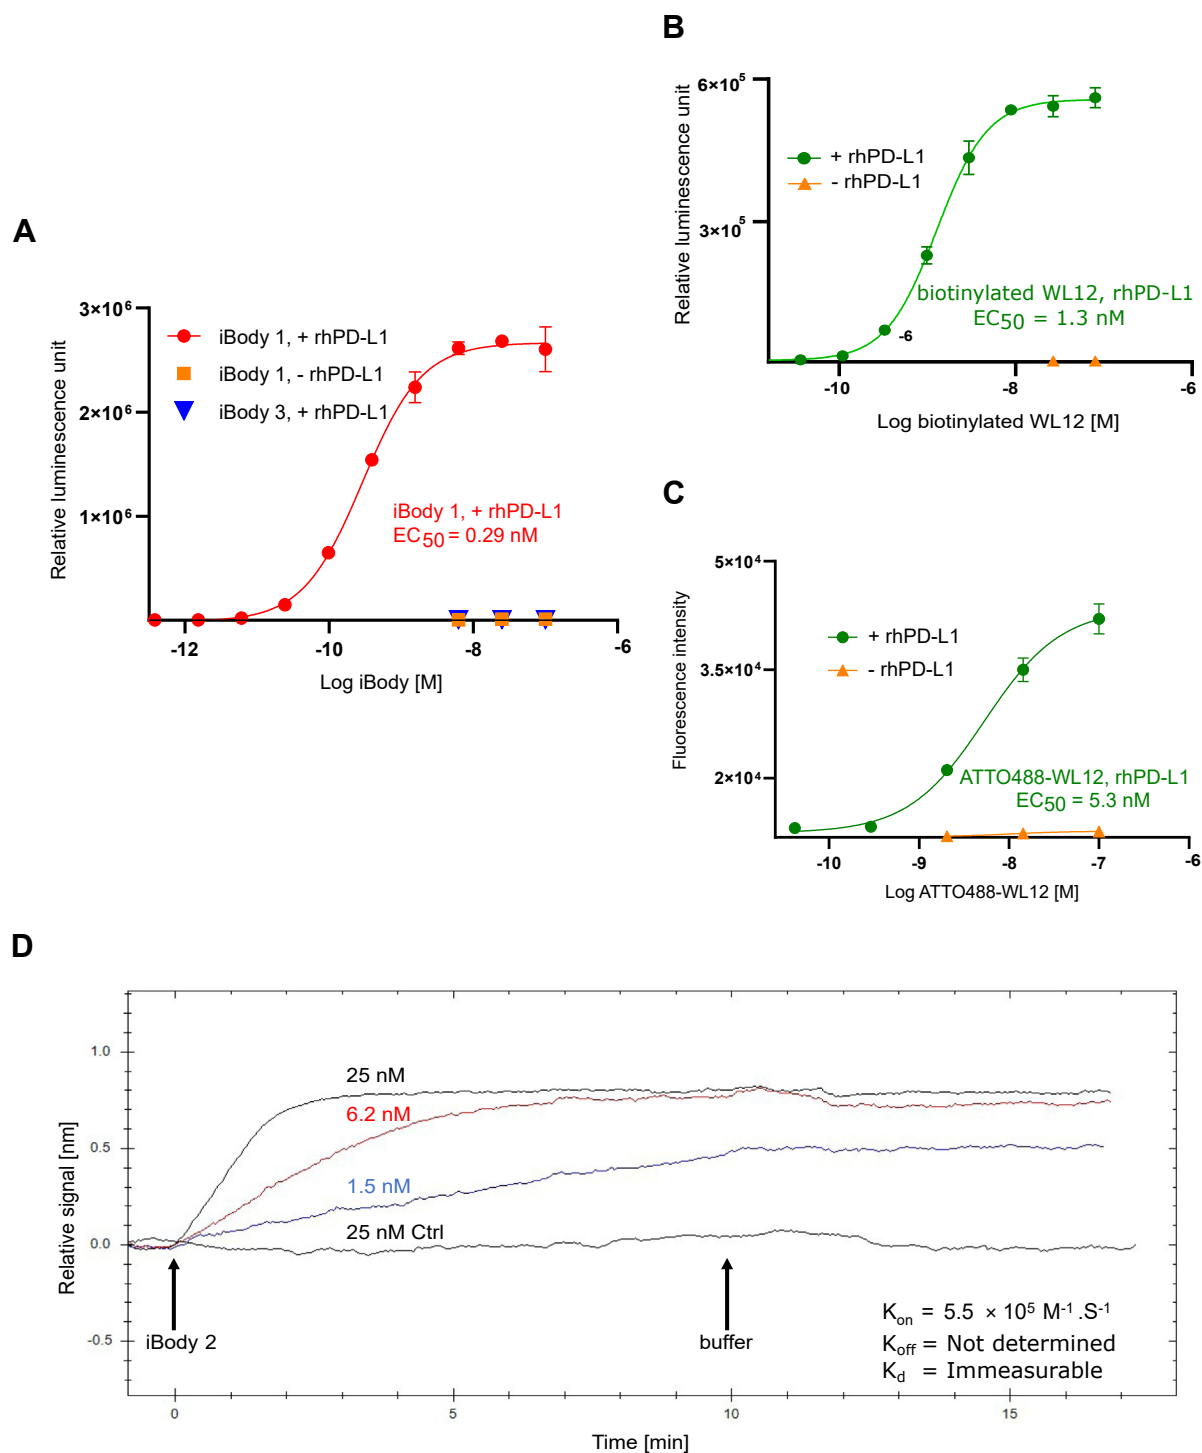 A
3×10⁶
2×10⁶
1×10⁶
Relative luminescence unit
iBody 1, + rhPD-L1
iBody 1, - rhPD-L1
iBody 3, + rhPD-L1
iBody 1, + rhPD-L1
EC50 = 0.29 nM
-12 -10 -8 -6
Log iBody [M]
B
6×10⁵
3×10⁵
Relative luminescence unit
+ rhPD-L1
- rhPD-L1
biotinylated WL12, rhPD-L1
EC50 = 1.3 nM
-6
-10 -8 -6
Log biotinylated WL12 [M]
C
5×10⁴
3.5×10⁴
2×10⁴
Fluorescence intensity
+ rhPD-L1
- rhPD-L1
ATTO488-WL12, rhPD-L1
EC50 = 5.3 nM
-10 -9 -8 -7 -6
Log ATTO488-WL12 [M]
D
1.0
0.5
0.0
-0.5
Relative signal [nm]
25 nM
6.2 nM
1.5 nM
25 nM Ctrl
iBody 2
buffer
Kon = 5.5 × 10⁵ M⁻¹ .S⁻¹
Koff = Not determined
Kd = Immeasurable
0 5 10 15
Time [min]